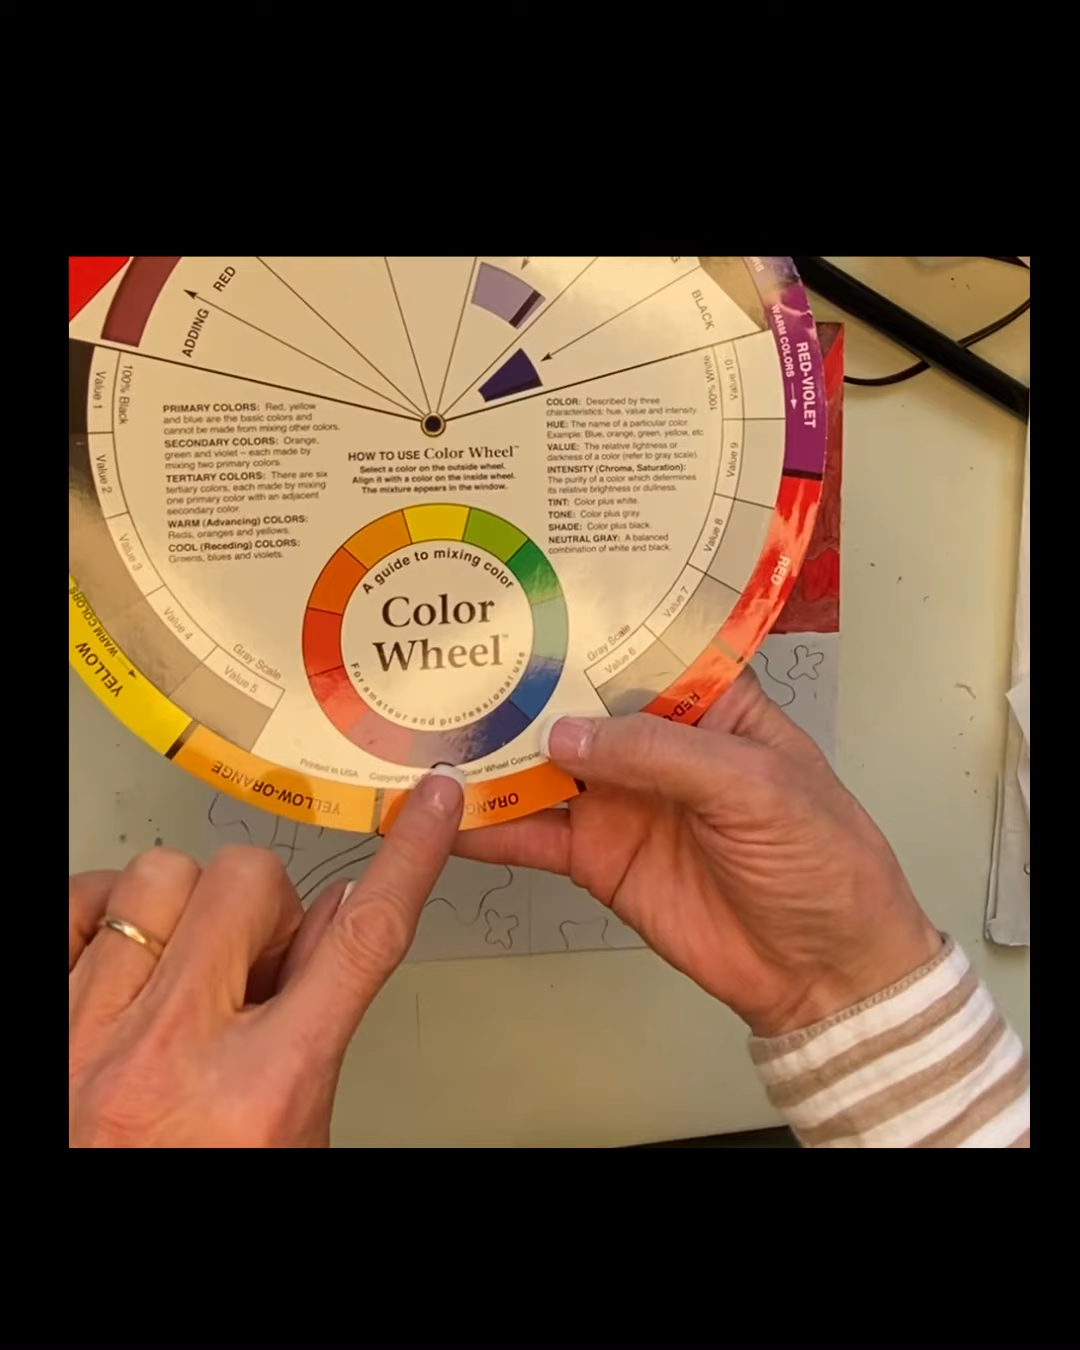 ADDING RED
BLACK
WARM COLORS
RED-VIOLET
Value 1
100% Black
Value 2
Value 3
Value 4
Value 5
Gray Scale
PRIMARY COLORS: Red, yellow
and blue are the basic colors and
cannot be made from mixing other colors.
SECONDARY COLORS: Orange,
green and violet – each made by
mixing two primary colors.
TERTIARY COLORS: There are six
tertiary colors, each made by mixing
one primary color with an adjacent
secondary color.
WARM (Advancing) COLORS:
Reds, oranges and yellows.
COOL (Receding) COLORS:
Greens, blues and violets.
HOW TO USE Color Wheel™
Select a color on the outside wheel.
Align it with a color on the inside wheel.
The mixture appears in the window.
COLOR: Described by three
characteristics: hue, value and intensity.
HUE: The name of a particular color.
Example: Blue, orange, green, yellow, etc
VALUE: The relative lightness or
darkness of a color (refer to gray scale).
INTENSITY (Chroma, Saturation):
The purity of a color which determines
its relative brightness or dullness.
TINT: Color plus white.
TONE: Color plus gray.
SHADE: Color plus black.
NEUTRAL GRAY: A balanced
combination of white and black.
100% White
Value 10
Value 9
Value 8
Value 7
Value 6
Gray Scale
A guide to mixing color
Color
Wheel™
For amateur and professional use
Printed in USA Copyright Color Wheel
RED
WARM COLORS
YELLOW
YELLOW-ORANGE